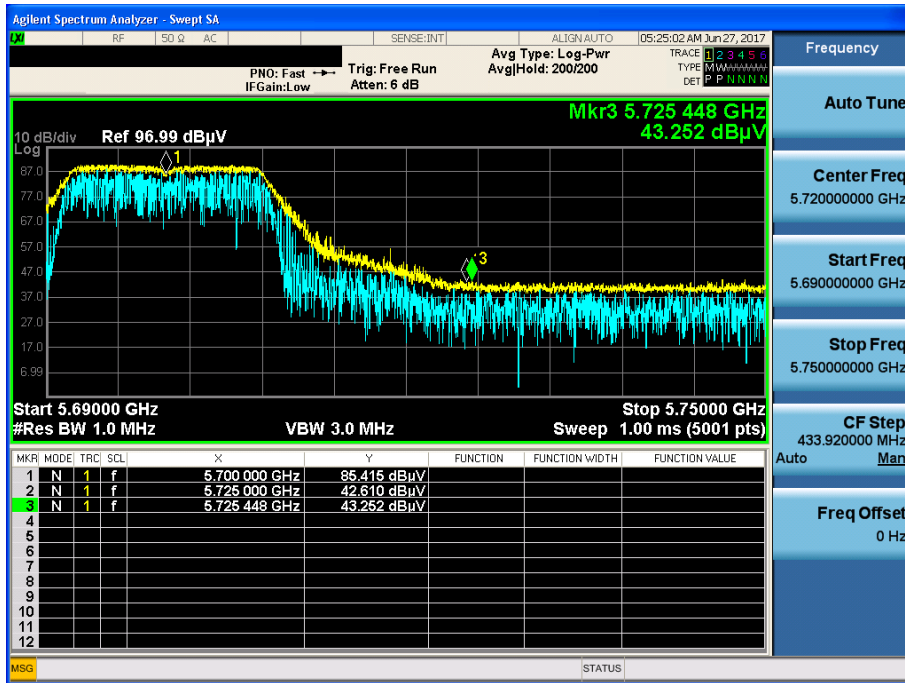 Agilent Spectrum Analyzer - Swept SA
LXI RF 50 Ω AC SENSE:INT ALIGN AUTO 05:25:02 AM Jun 27, 2017
PNO: Fast Trig: Free Run Avg Type: Log-Pwr TRACE 1 2 3 4 5 6
IFGain:Low Atten: 6 dB Avg|Hold: 200/200 TYPE M WWWWW
DET P P N N N N
Mkr3 5.725 448 GHz
43.252 dBµV
10 dB/div Ref 96.99 dBµV
Log
87.0
77.0
67.0
57.0
47.0
37.0
27.0
17.0
6.99
1
3
Start 5.69000 GHz Stop 5.75000 GHz
#Res BW 1.0 MHz VBW 3.0 MHz Sweep 1.00 ms (5001 pts)
MKR MODE TRC SCL X Y FUNCTION FUNCTION WIDTH FUNCTION VALUE
1 N 1 f 5.700 000 GHz 85.415 dBµV
2 N 1 f 5.725 000 GHz 42.610 dBµV
3 N 1 f 5.725 448 GHz 43.252 dBµV
4
5
6
7
8
9
10
11
12
MSG STATUS
Frequency
Auto Tune
Center Freq
5.720000000 GHz
Start Freq
5.690000000 GHz
Stop Freq
5.750000000 GHz
CF Step
433.920000 MHz
Auto Man
Freq Offset
0 Hz